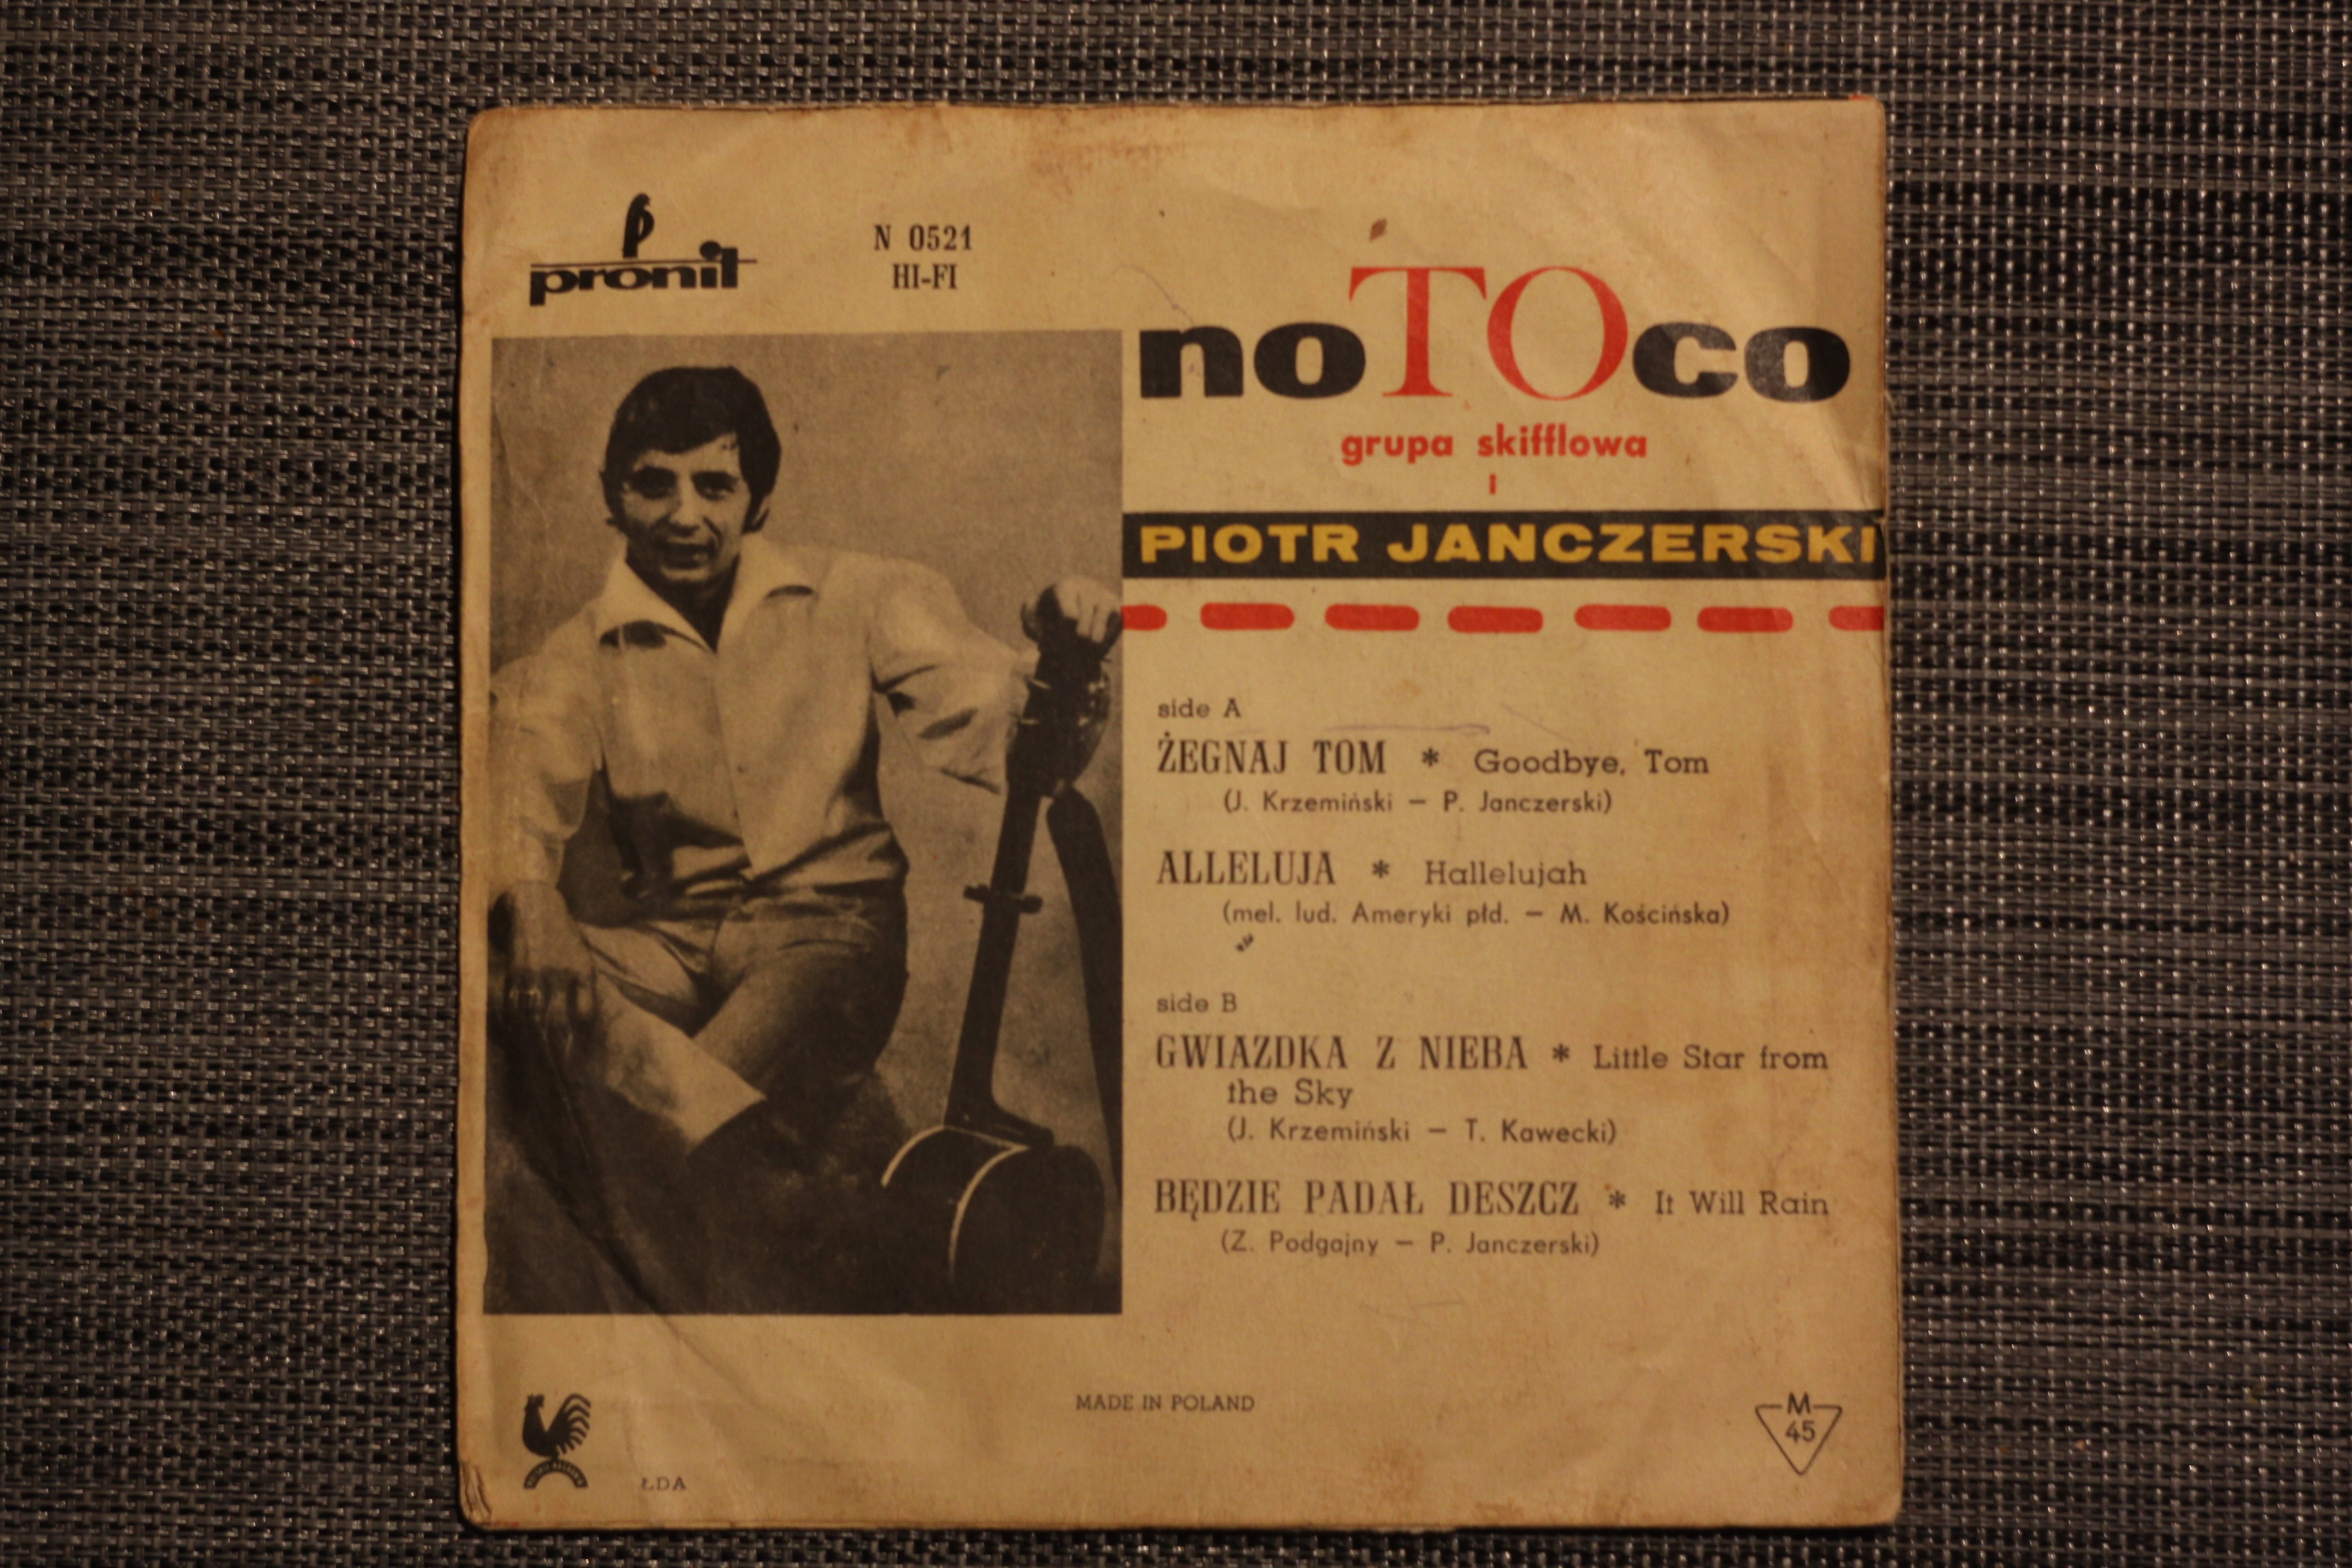 pronit
N 0521
HI-FI
noTOco
grupa skifflowa
i
PIOTR JANCZERSKI
side A
ŻEGNAJ TOM * Goodbye, Tom
(J. Krzemiński — P. Janczerski)
ALLELUJA * Hallelujah
(mel. lud. Ameryki płd. — M. Kościńska)
side B
GWIAZDKA Z NIEBA * Little Star from
the Sky
(J. Krzemiński — T. Kawecki)
BĘDZIE PADAŁ DESZCZ * It Will Rain
(Z. Podgajny — P. Janczerski)
MADE IN POLAND
M
45
ŁDA